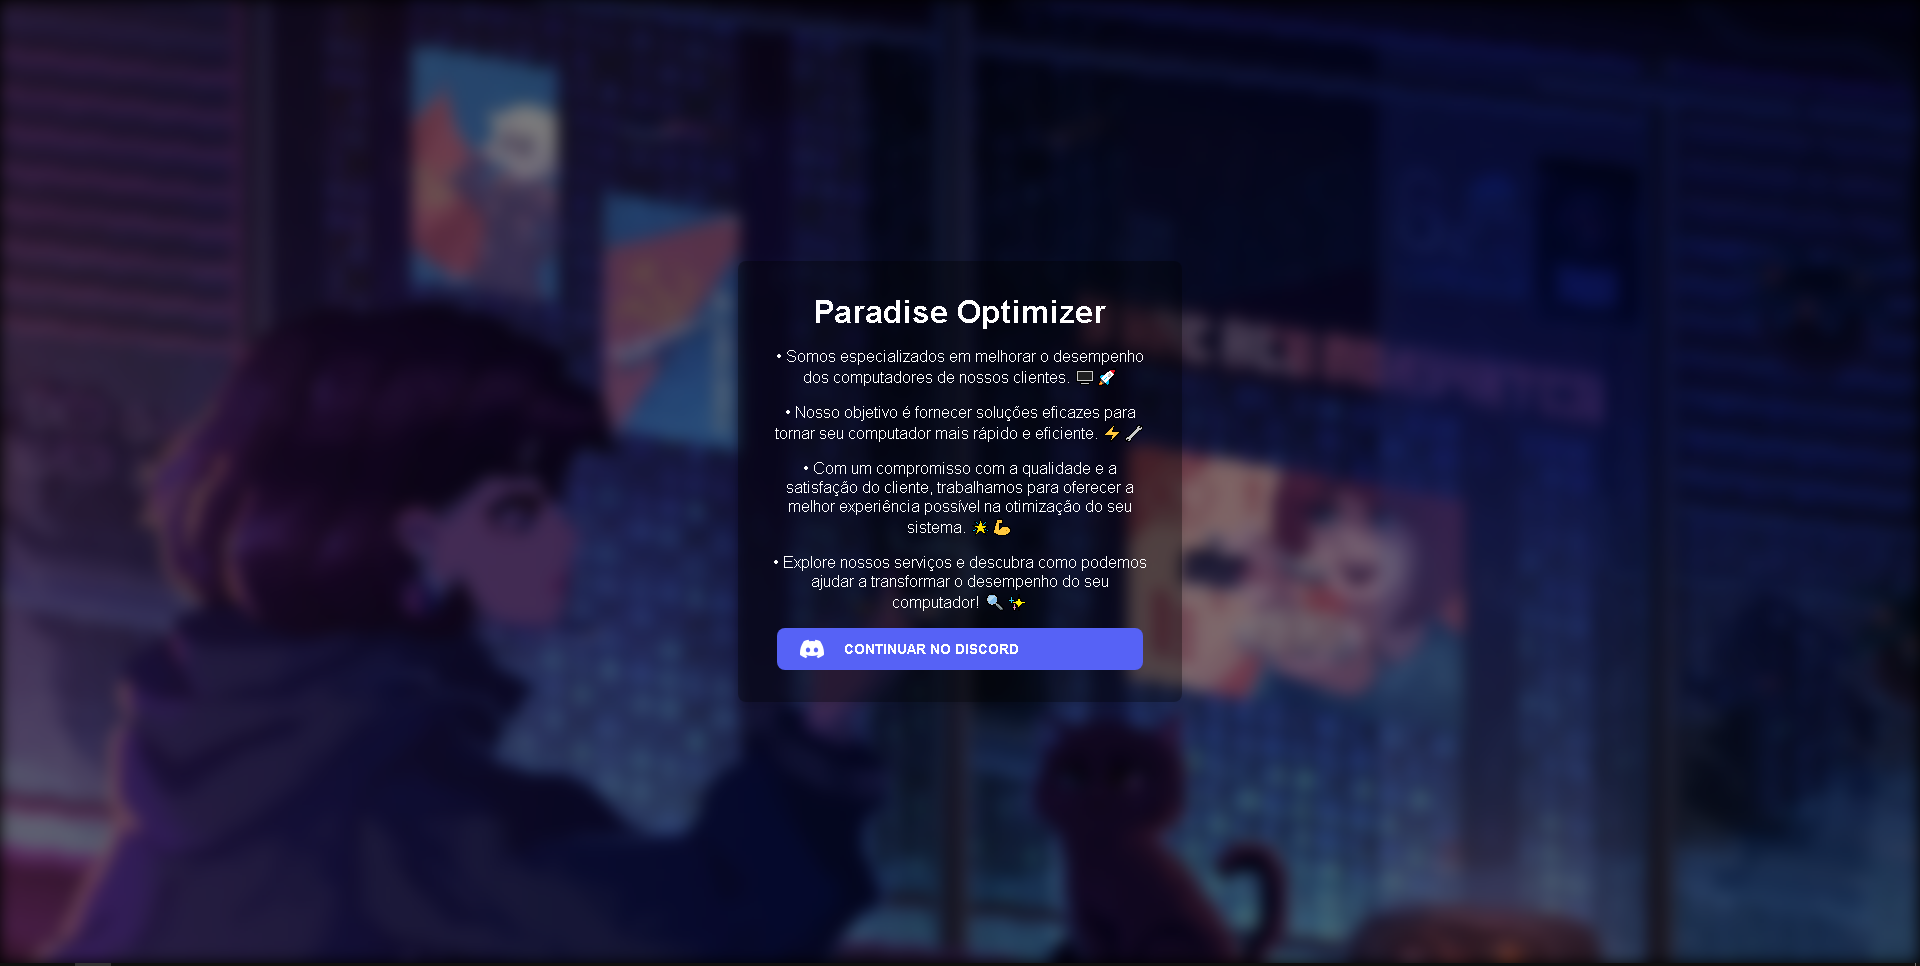 Paradise Optimizer
• Somos especializados em melhorar o desempenho
dos computadores de nossos clientes. 🖥️ 🚀
• Nosso objetivo é fornecer soluções eficazes para
tornar seu computador mais rápido e eficiente. ⚡ 🔧
• Com um compromisso com a qualidade e a
satisfação do cliente, trabalhamos para oferecer a
melhor experiência possível na otimização do seu
sistema. 🌟 💪
• Explore nossos serviços e descubra como podemos
ajudar a transformar o desempenho do seu
computador! 🔍 ✨
CONTINUAR NO DISCORD